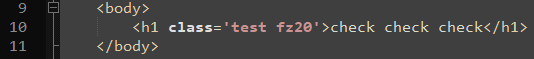 9 <body>
10 <h1 class='test fz20'>check check check</h1>
11 </body>